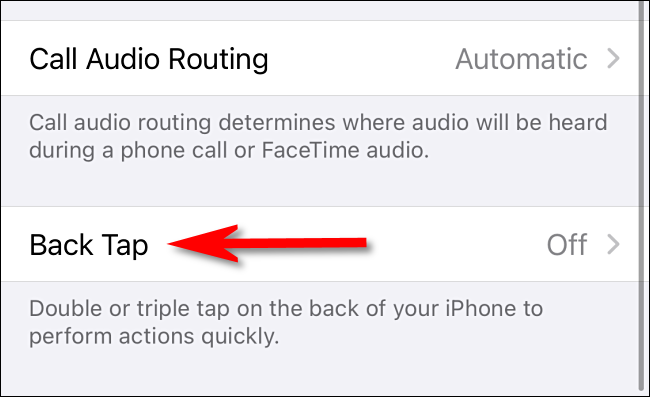 Call Audio Routing Automatic
Call audio routing determines where audio will be heard
during a phone call or FaceTime audio.
Back Tap Off
Double or triple tap on the back of your iPhone to
perform actions quickly.